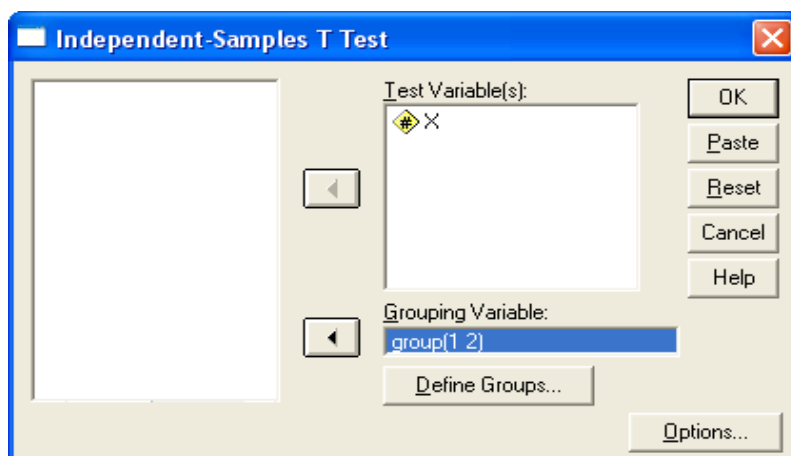 Independent-Samples T Test
Test Variable(s):
# X
Grouping Variable:
group(1 2)
Define Groups...
OK
Paste
Reset
Cancel
Help
Options...